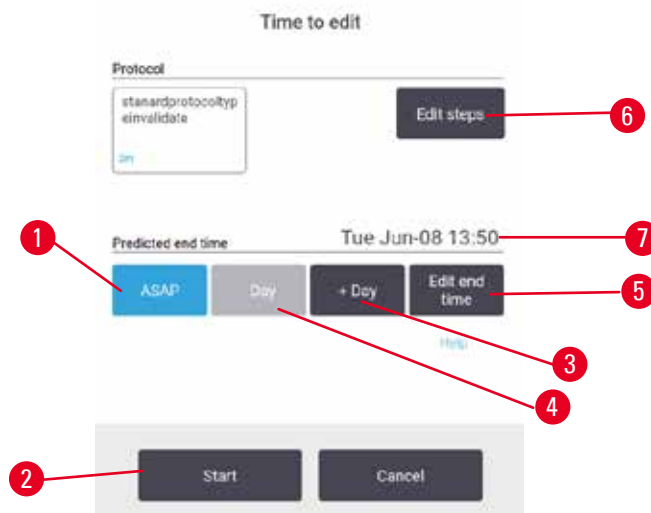 Time to edit
Protocol
stanardprotocoltyp
einvalidate
Edit steps
6
1
Predicted end time
Tue Jun-08 13:50
7
ASAP
Day
+ Day
Edit end
time
5
Help
3
4
2
Start
Cancel